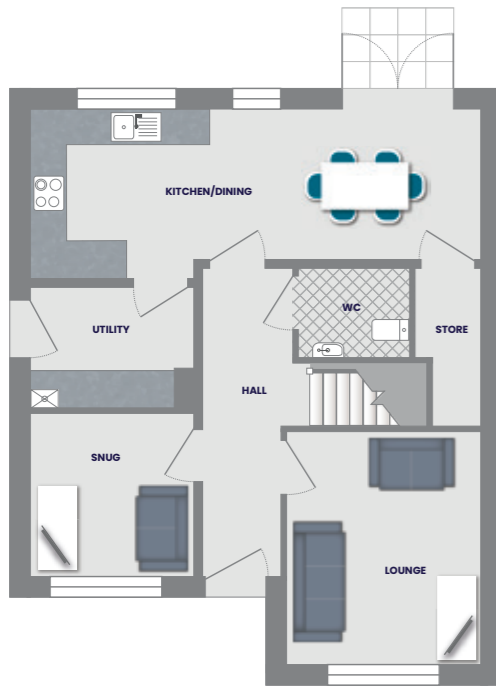 KITCHEN/DINING
WC
UTILITY
STORE
HALL
SNUG
LOUNGE